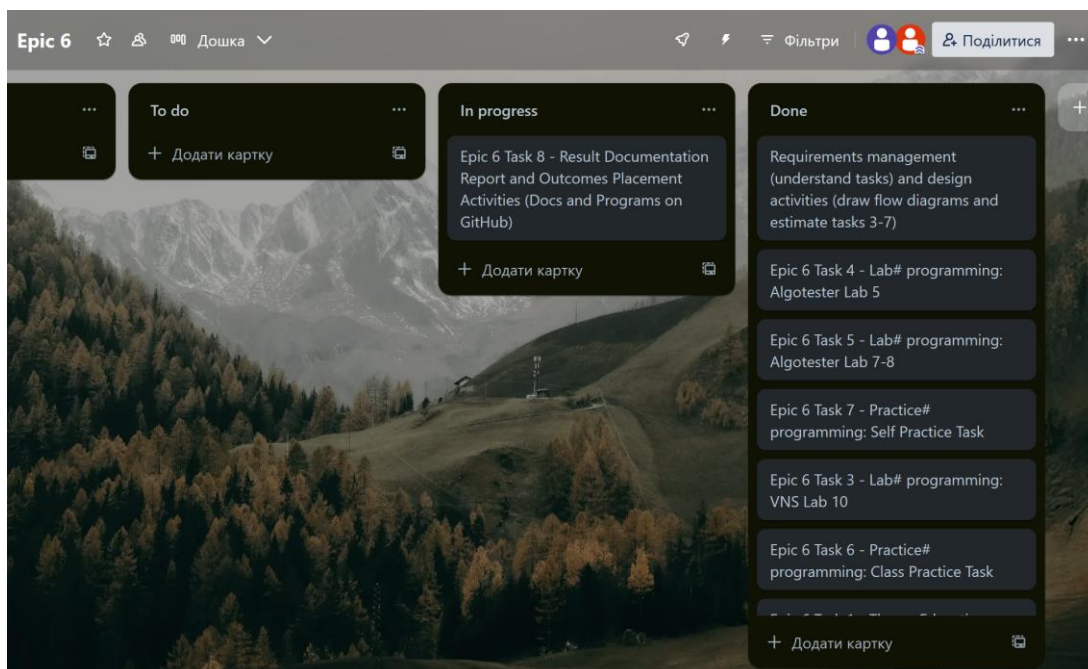 Epic 6
Дошка
Фільтри
Поділитися
To do
Додати картку
In progress
Epic 6 Task 8 - Result Documentation
Report and Outcomes Placement
Activities (Docs and Programs on
GitHub)
Додати картку
Done
Requirements management
(understand tasks) and design
activities (draw flow diagrams and
estimate tasks 3-7)
Epic 6 Task 4 - Lab# programming:
Algotester Lab 5
Epic 6 Task 5 - Lab# programming:
Algotester Lab 7-8
Epic 6 Task 7 - Practice#
programming: Self Practice Task
Epic 6 Task 3 - Lab# programming:
VNS Lab 10
Epic 6 Task 6 - Practice#
programming: Class Practice Task
Додати картку